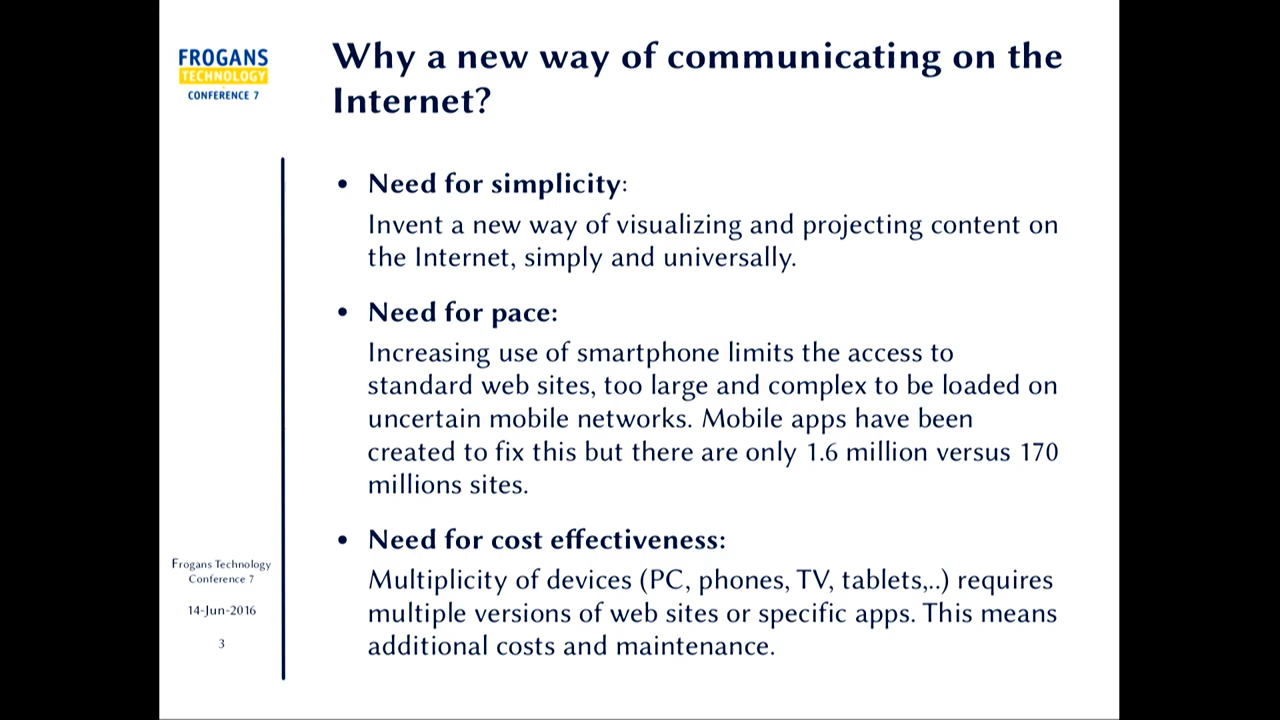 FROGANS
TECHNOLOGY
CONFERENCE 7
Why a new way of communicating on the
Internet?
• Need for simplicity:
Invent a new way of visualizing and projecting content on
the Internet, simply and universally.
• Need for pace:
Increasing use of smartphone limits the access to
standard web sites, too large and complex to be loaded on
uncertain mobile networks. Mobile apps have been
created to fix this but there are only 1.6 million versus 170
millions sites.
• Need for cost effectiveness:
Multiplicity of devices (PC, phones, TV, tablets,..) requires
multiple versions of web sites or specific apps. This means
additional costs and maintenance.
Frogans Technology
Conference 7
14-Jun-2016
3